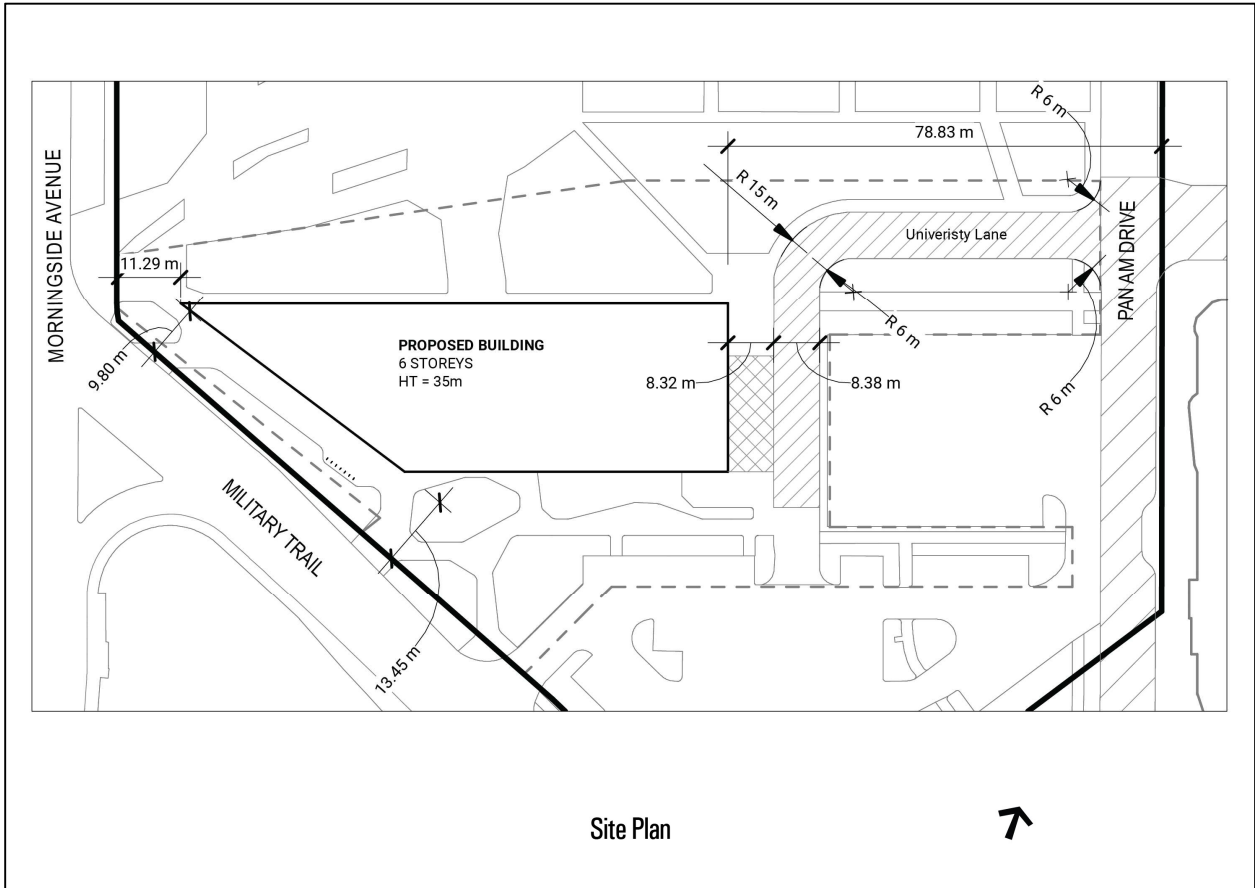 R 6 m
78.83 m
R 15 m
MORNINGSIDE AVENUE
Univeristy Lane
PAN AM DRIVE
11.29 m
R 6 m
PROPOSED BUILDING
6 STOREYS
HT = 35m
9.80 m
8.32 m
8.38 m
R 6 m
MILITARY TRAIL
13.45 m
Site Plan